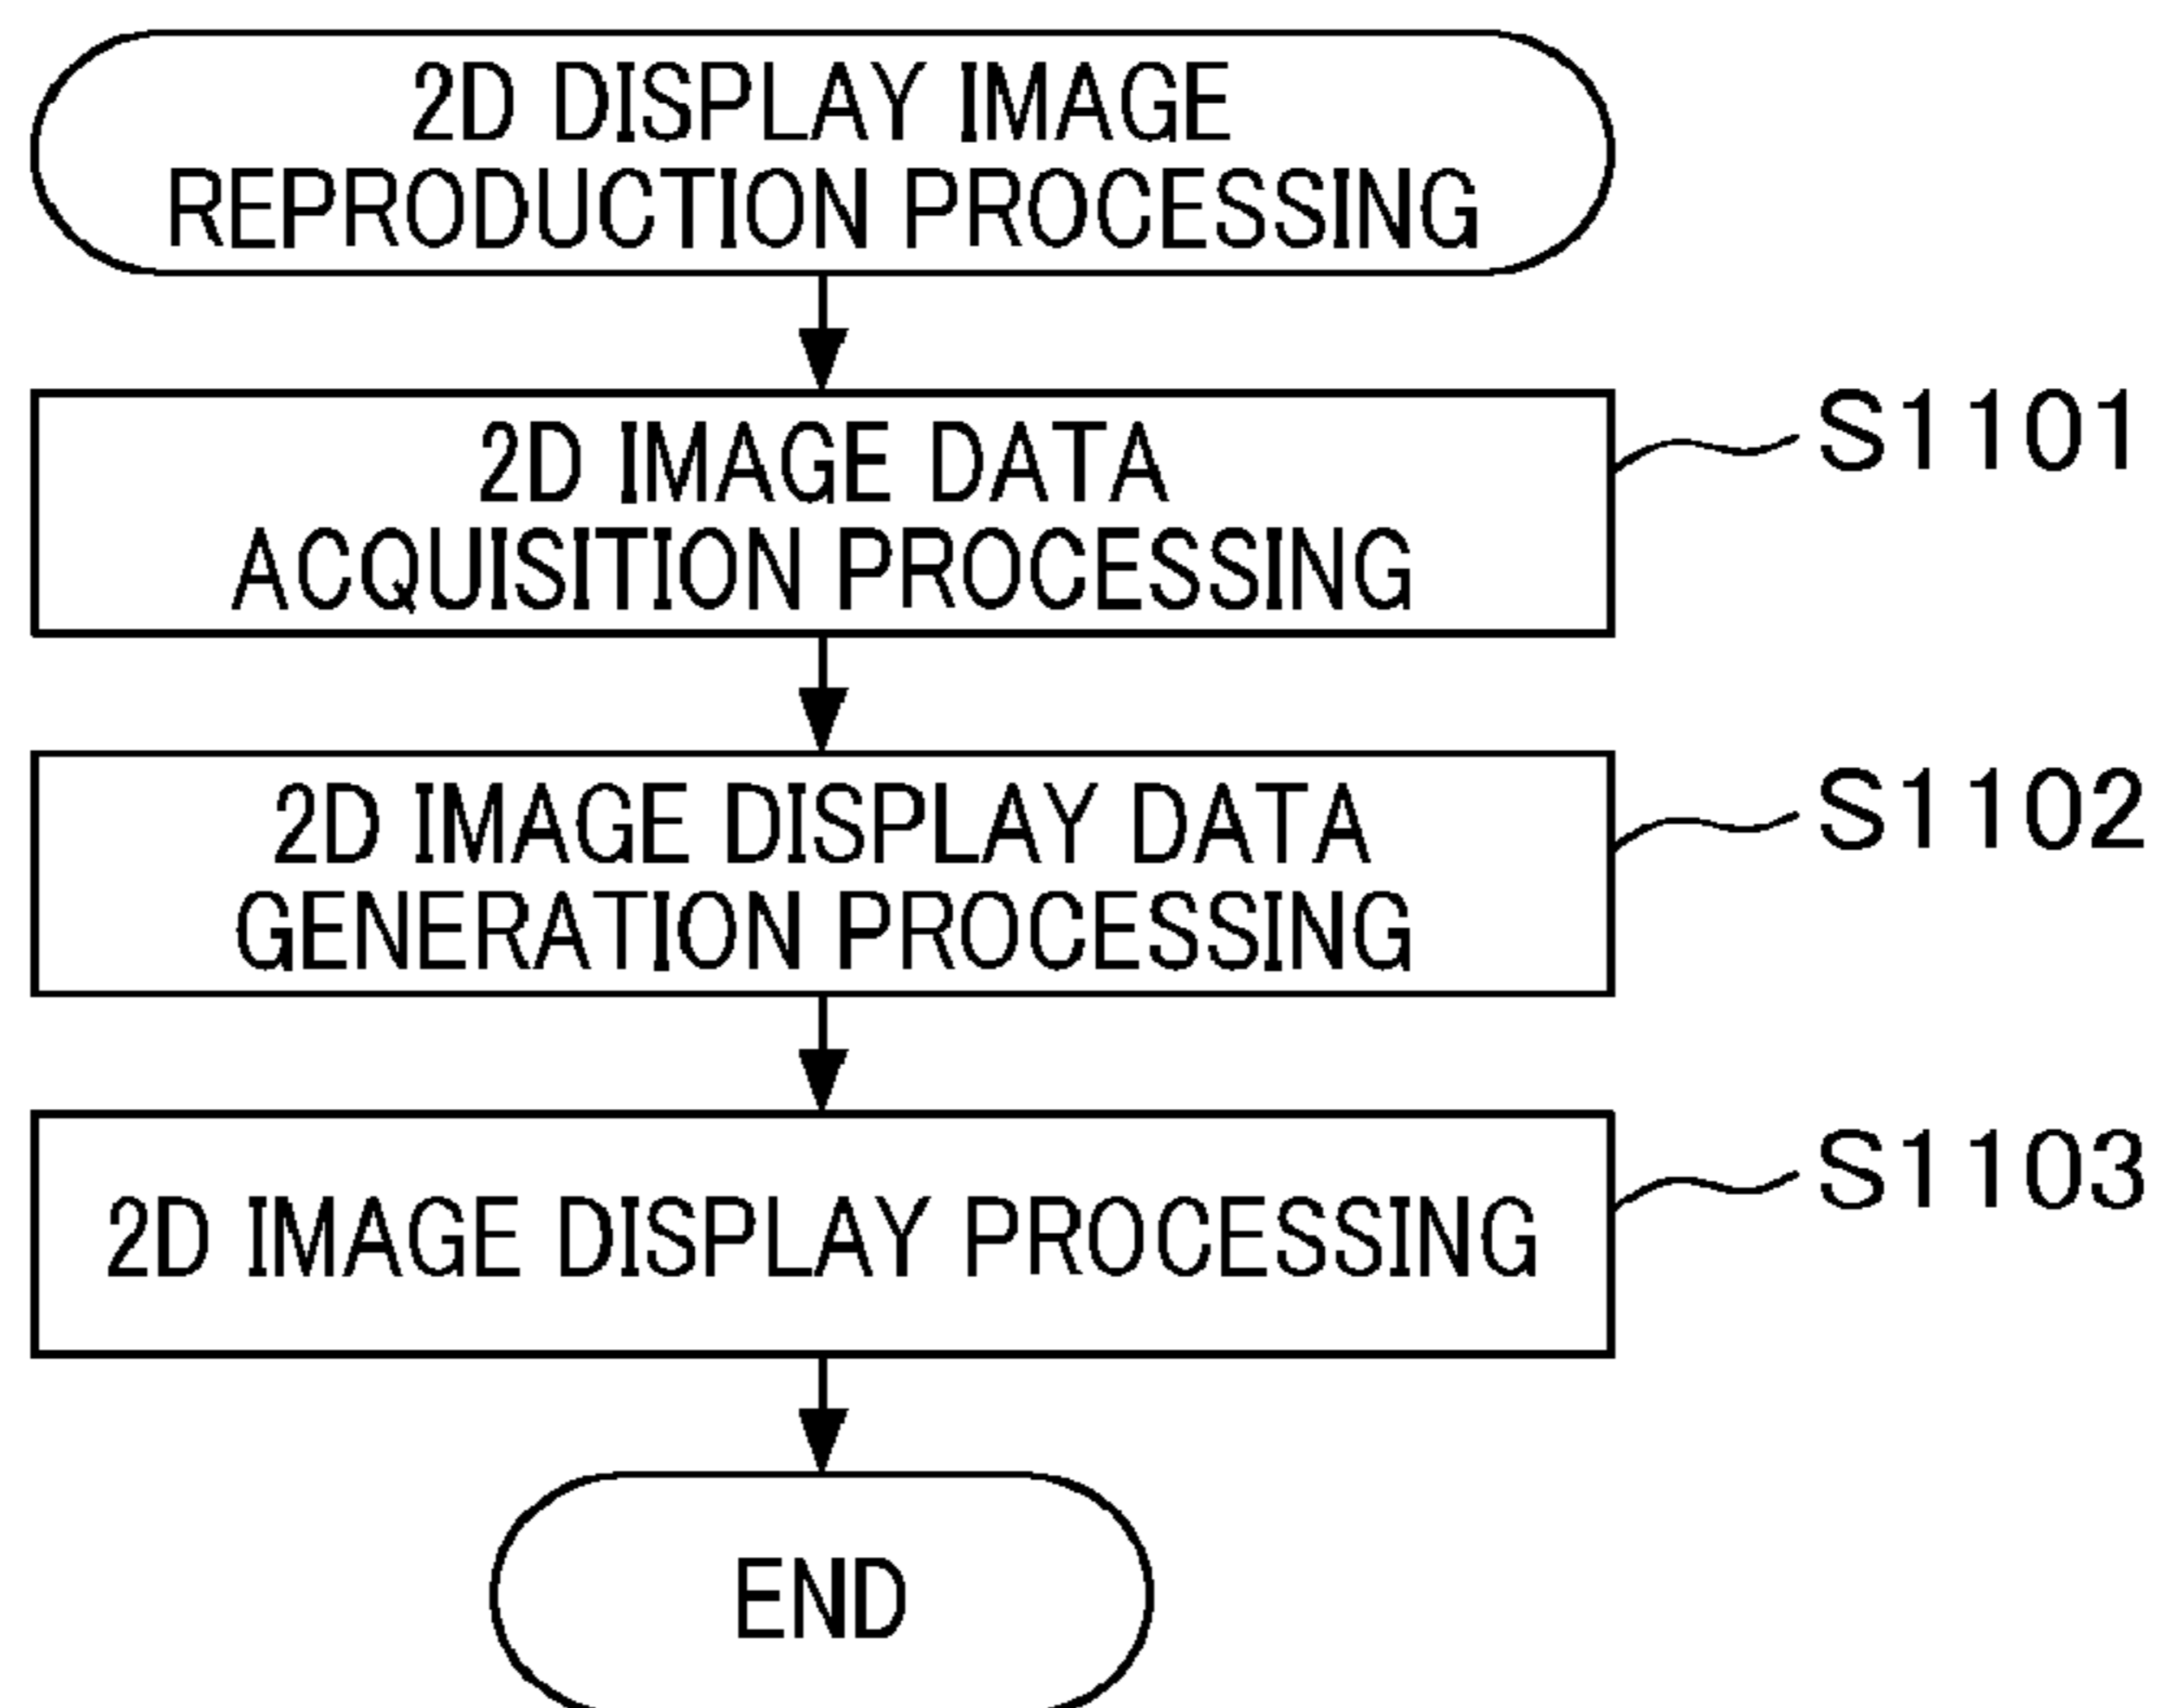 2D DISPLAY IMAGE
REPRODUCTION PROCESSING
2D IMAGE DATA
ACQUISITION PROCESSING
S1101
2D IMAGE DISPLAY DATA
GENERATION PROCESSING
S1102
2D IMAGE DISPLAY PROCESSING
S1103
END